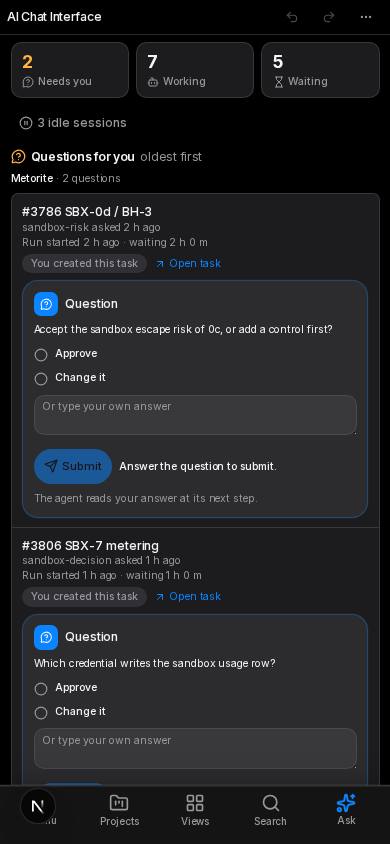 AI Chat Interface
2
Needs you
7
Working
5
Waiting
3 idle sessions
Questions for you oldest first
Metorite · 2 questions
#3786 SBX-0d / BH-3
sandbox-risk asked 2 h ago
Run started 2 h ago · waiting 2 h 0 m
You created this task
Open task
Question
Accept the sandbox escape risk of 0c, or add a control first?
Approve
Change it
Or type your own answer
Submit
Answer the question to submit.
The agent reads your answer at its next step.
#3806 SBX-7 metering
sandbox-decision asked 1 h ago
Run started 1 h ago · waiting 1 h 0 m
You created this task
Open task
Question
Which credential writes the sandbox usage row?
Approve
Change it
Or type your own answer
N
Projects
Views
Search
Ask